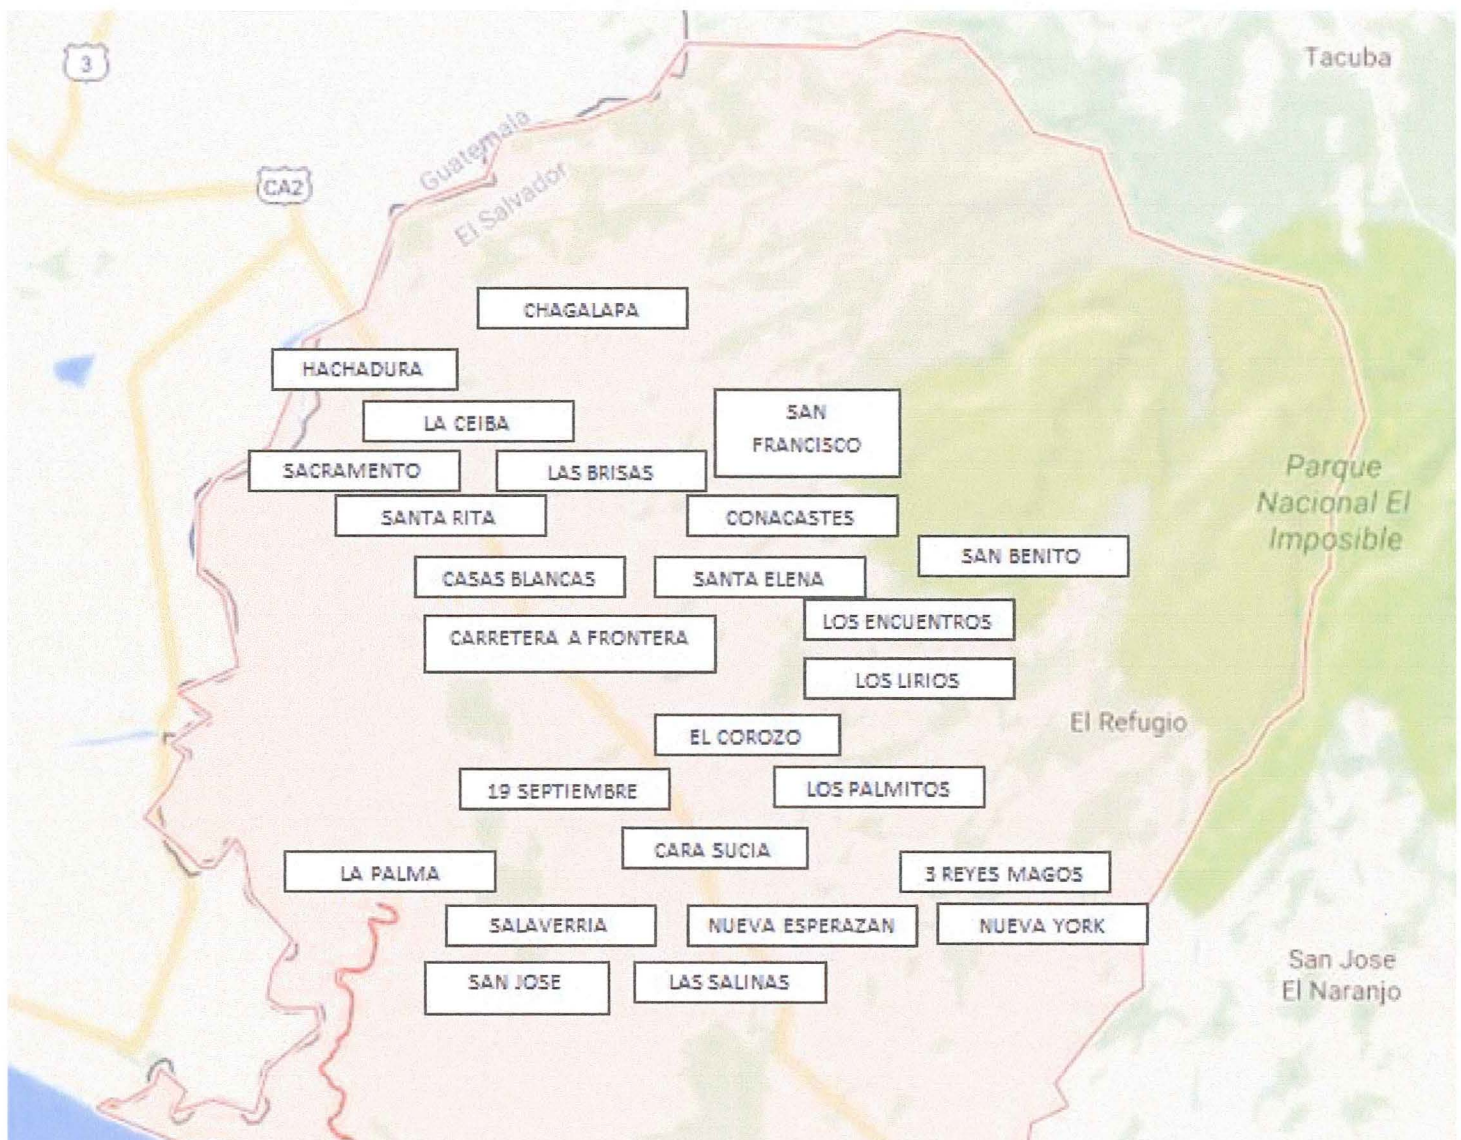 3
Tacuba
CA2
Guatemala
El Salvador
CHAGALAPA
HACHADURA
LA CEIBA
SAN
FRANCISCO
SACRAMENTO
LAS BRISAS
Parque
Nacional El
Imposible
SANTA RITA
CONACASTES
SAN BENITO
CASAS BLANCAS
SANTA ELENA
LOS ENCUENTROS
CARRETERA A FRONTERA
LOS LIRIOS
El Refugio
EL COROZO
19 SEPTIEMBRE
LOS PALMITOS
CARA SUCIA
LA PALMA
3 REYES MAGOS
SALAVERRIA
NUEVA ESPERAZAN
NUEVA YORK
San Jose
El Naranjo
SAN JOSE
LAS SALINAS